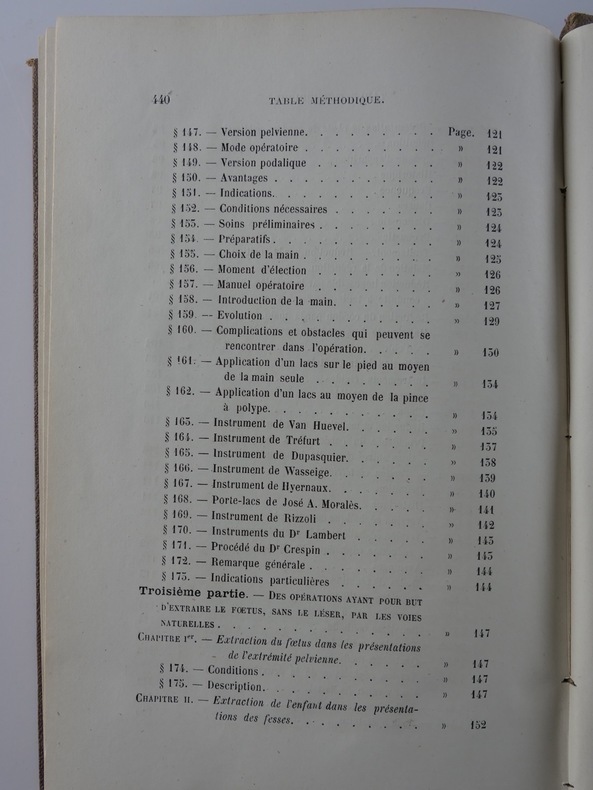 440 TABLE MÉTHODIQUE.
§ 147. — Version pelvienne. . . . . . . . . Page. 121
§ 148. — Mode opératoire . . . . . . . . . » 121
§ 149. — Version podalique . . . . . . . . » 122
§ 150. — Avantages . . . . . . . . . . . » 122
§ 151. — Indications. . . . . . . . . . . » 123
§ 152. — Conditions nécessaires . . . . . . . » 123
§ 153. — Soins préliminaires . . . . . . . . » 124
§ 154. — Préparatifs . . . . . . . . . . . » 124
§ 155. — Choix de la main . . . . . . . . . » 125
§ 156. — Moment d'élection . . . . . . . . » 126
§ 157. — Manuel opératoire . . . . . . . . » 126
§ 158. — Introduction de la main. . . . . . . » 127
§ 159. — Evolution . . . . . . . . . . . » 129
§ 160. — Complications et obstacles qui peuvent se
rencontrer dans l'opération. . . . . » 130
§ 161. — Application d'un lacs sur le pied au moyen
de la main seule . . . . . . . » 134
§ 162. — Application d'un lacs au moyen de la pince
à polype. . . . . . . . . . » 134
§ 163. — Instrument de Van Huevel. . . . . . » 135
§ 164. — Instrument de Tréfurt . . . . . . . » 137
§ 165. — Instrument de Dupasquier. . . . . . » 138
§ 166. — Instrument de Wasseige. . . . . . . » 139
§ 167. — Instrument de Hyernaux. . . . . . . » 140
§ 168. — Porte-lacs de José A. Moralès. . . . . » 141
§ 169. — Instrument de Rizzoli . . . . . . . » 142
§ 170. — Instruments du Dr Lambert . . . . . » 143
§ 171. — Procédé du Dr Crespin . . . . . . . » 143
§ 172. — Remarque générale . . . . . . . . » 144
§ 173. — Indications particulières . . . . . . » 144
Troisième partie. — DES OPÉRATIONS AYANT POUR BUT
D'EXTRAIRE LE FŒTUS, SANS LE LÉSER, PAR LES VOIES
NATURELLES . . . . . . . . . . . . » 147
CHAPITRE Ier. — Extraction du fœtus dans les présentations
de l'extrémité pelvienne. . . . . . » 147
§ 174. — Conditions . . . . . . . . . . . » 147
§ 175. — Description. . . . . . . . . . . » 147
CHAPITRE II. — Extraction de l'enfant dans les présenta-
tions des fesses. . . . . . . . . » 152